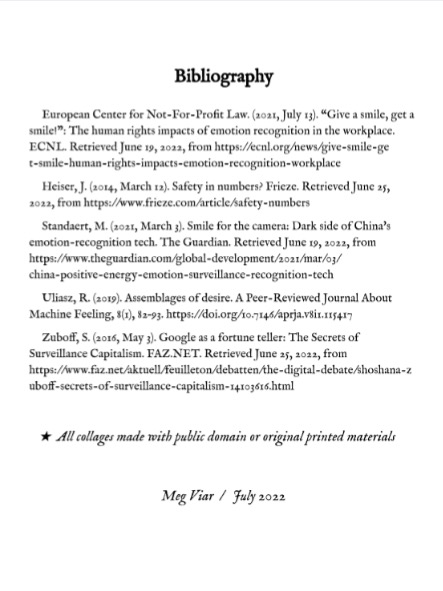 Bibliography
European Center for Not-For-Profit Law. (2021, July 13). “Give a smile, get a
smile!”: The human rights impacts of emotion recognition in the workplace.
ECNL. Retrieved June 19, 2022, from https://ecnl.org/news/give-smile-ge
t-smile-human-rights-impacts-emotion-recognition-workplace
Heiser, J. (2014, March 12). Safety in numbers? Frieze. Retrieved June 25,
2022, from https://www.frieze.com/article/safety-numbers
Standaert, M. (2021, March 3). Smile for the camera: Dark side of China’s
emotion-recognition tech. The Guardian. Retrieved June 19, 2022, from
https://www.theguardian.com/global-development/2021/mar/03/
china-positive-energy-emotion-surveillance-recognition-tech
Uliasz, R. (2019). Assemblages of desire. A Peer-Reviewed Journal About
Machine Feeling, 8(1), 82-93. https://doi.org/10.7146/aprja.v8i1.115417
Zuboff, S. (2016, May 3). Google as a fortune teller: The Secrets of
Surveillance Capitalism. FAZ.NET. Retrieved June 25, 2022, from
https://www.faz.net/aktuell/feuilleton/debatten/the-digital-debate/shoshana-z
uboff-secrets-of-surveillance-capitalism-14103616.html
★ All collages made with public domain or original printed materials
Meg Viar / July 2022